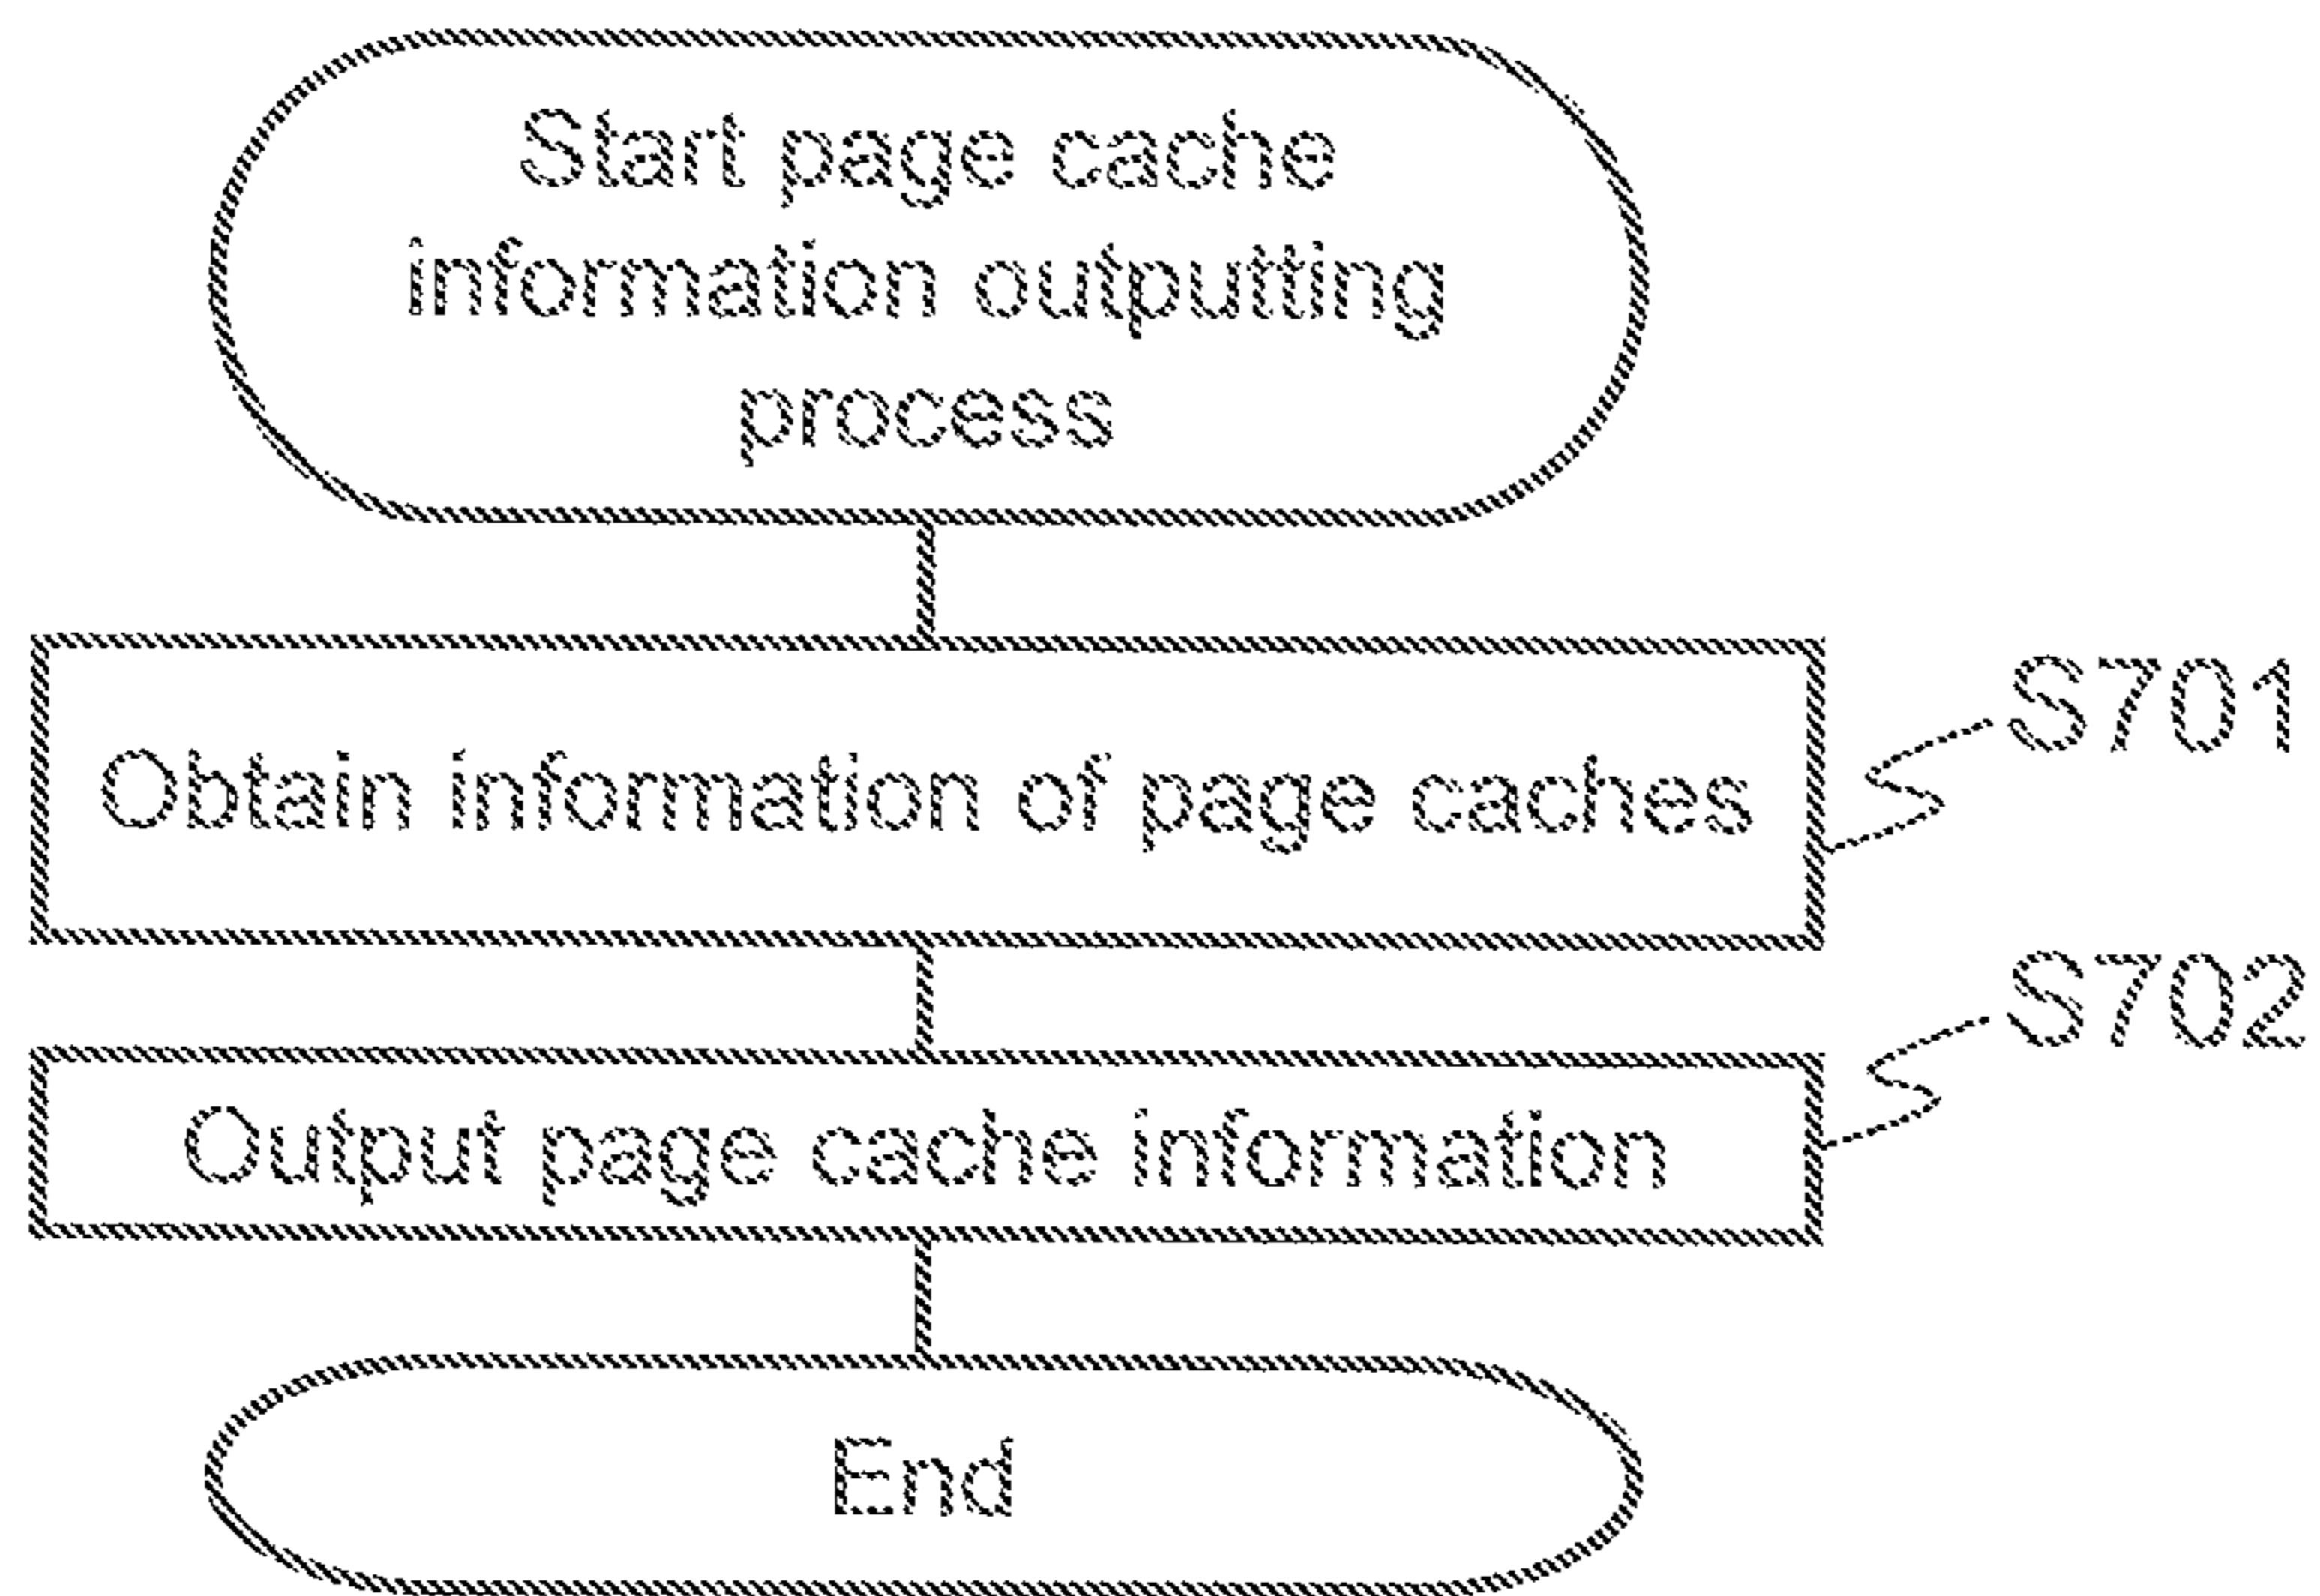 Start page cache
information outputting
process
Obtain information of page caches
S701
Output page cache information
S702
End